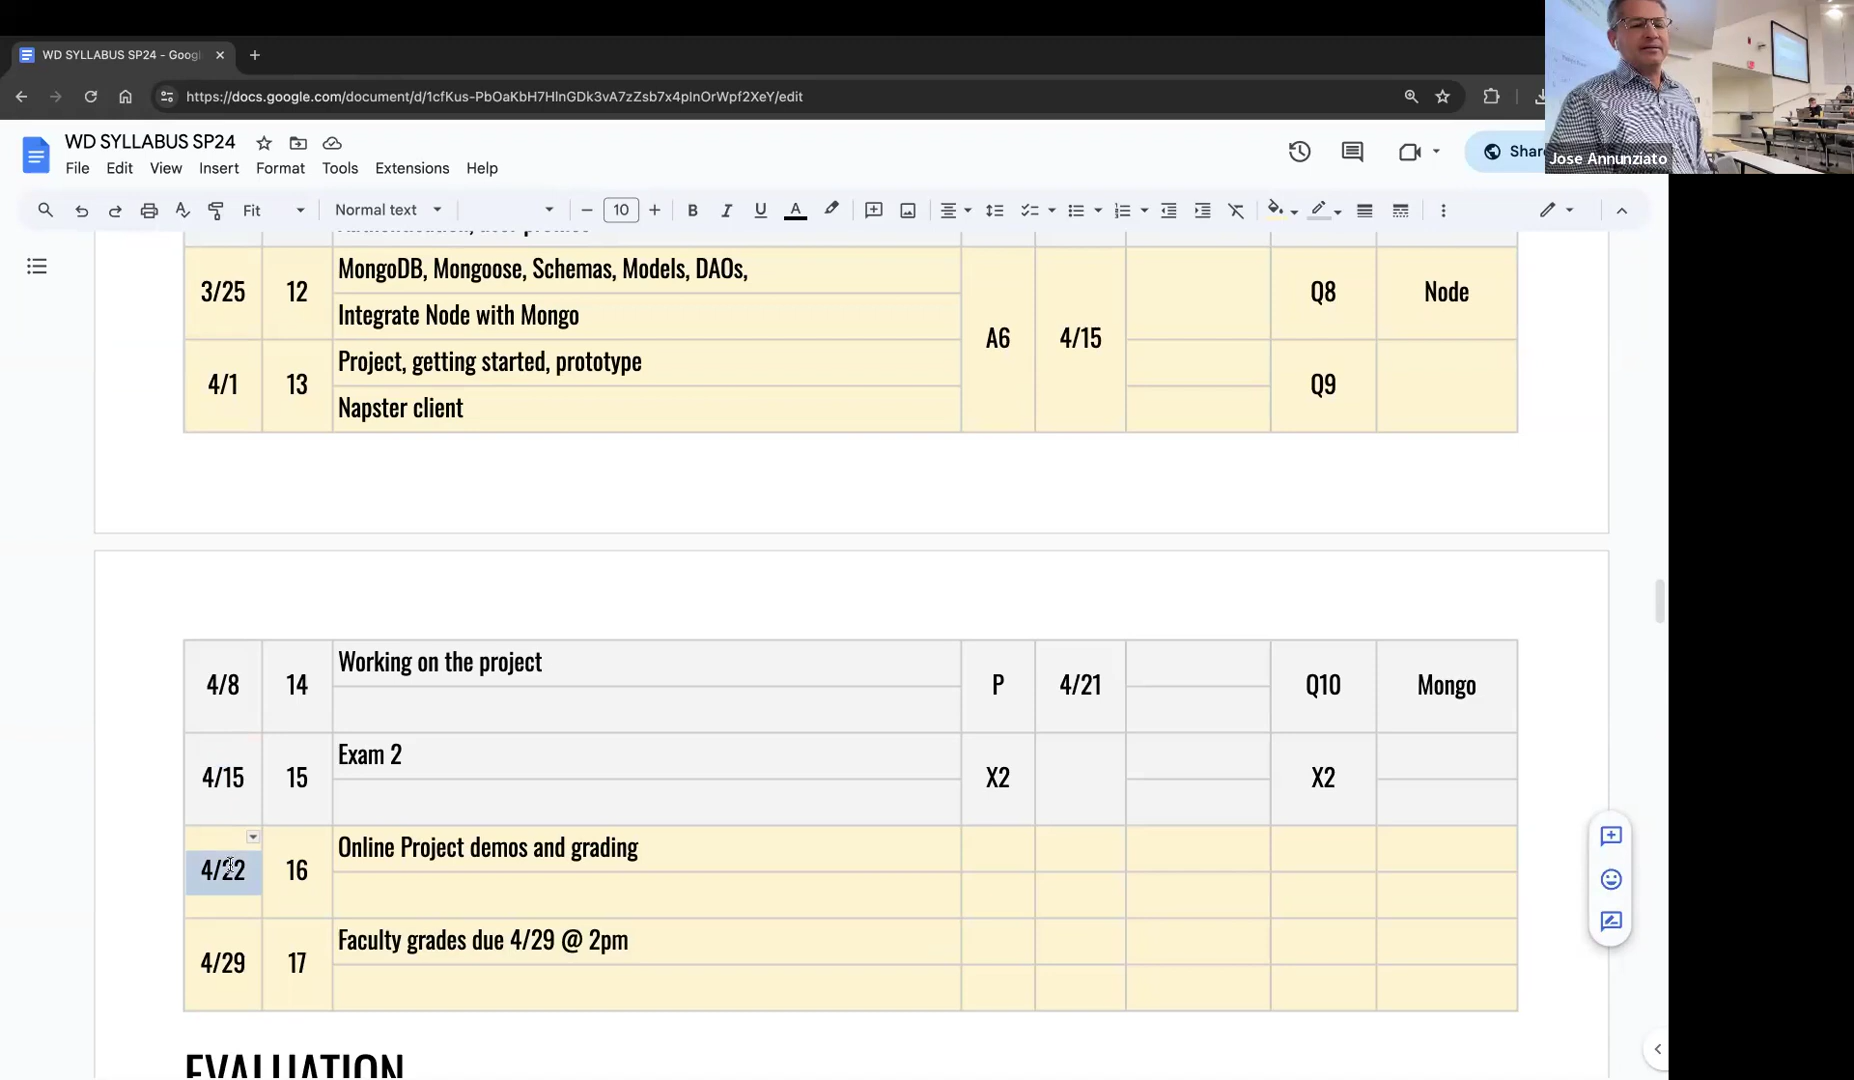 WD SYLLABUS SP24 - Goog
https://docs.google.com/document/d/1cfKus-PbOaKbH7HlnGDk3vA7zZsb7x4plnOrWpf2XeY/edit
WD SYLLABUS SP24
File Edit View Insert Format Tools Extensions Help
Share
Jose Annunziato
Fit Normal text 10 B I U A
3/25 12 MongoDB, Mongoose, Schemas, Models, DAOs, Q8 Node
Integrate Node with Mongo
A6 4/15
4/1 13 Project, getting started, prototype Q9
Napster client
4/8 14 Working on the project P 4/21 Q10 Mongo
4/15 15 Exam 2 X2 X2
4/22 16 Online Project demos and grading
4/29 17 Faculty grades due 4/29 @ 2pm
EVALUATION